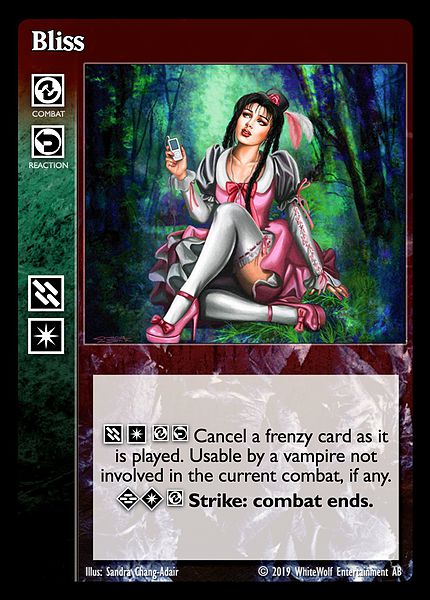 Bliss
COMBAT
REACTION
Cancel a frenzy card as it
is played. Usable by a vampire not
involved in the current combat, if any.
Strike: combat ends.
Illus: Sandra Chang-Adair
© 2019 WhiteWolf Entertainment AB